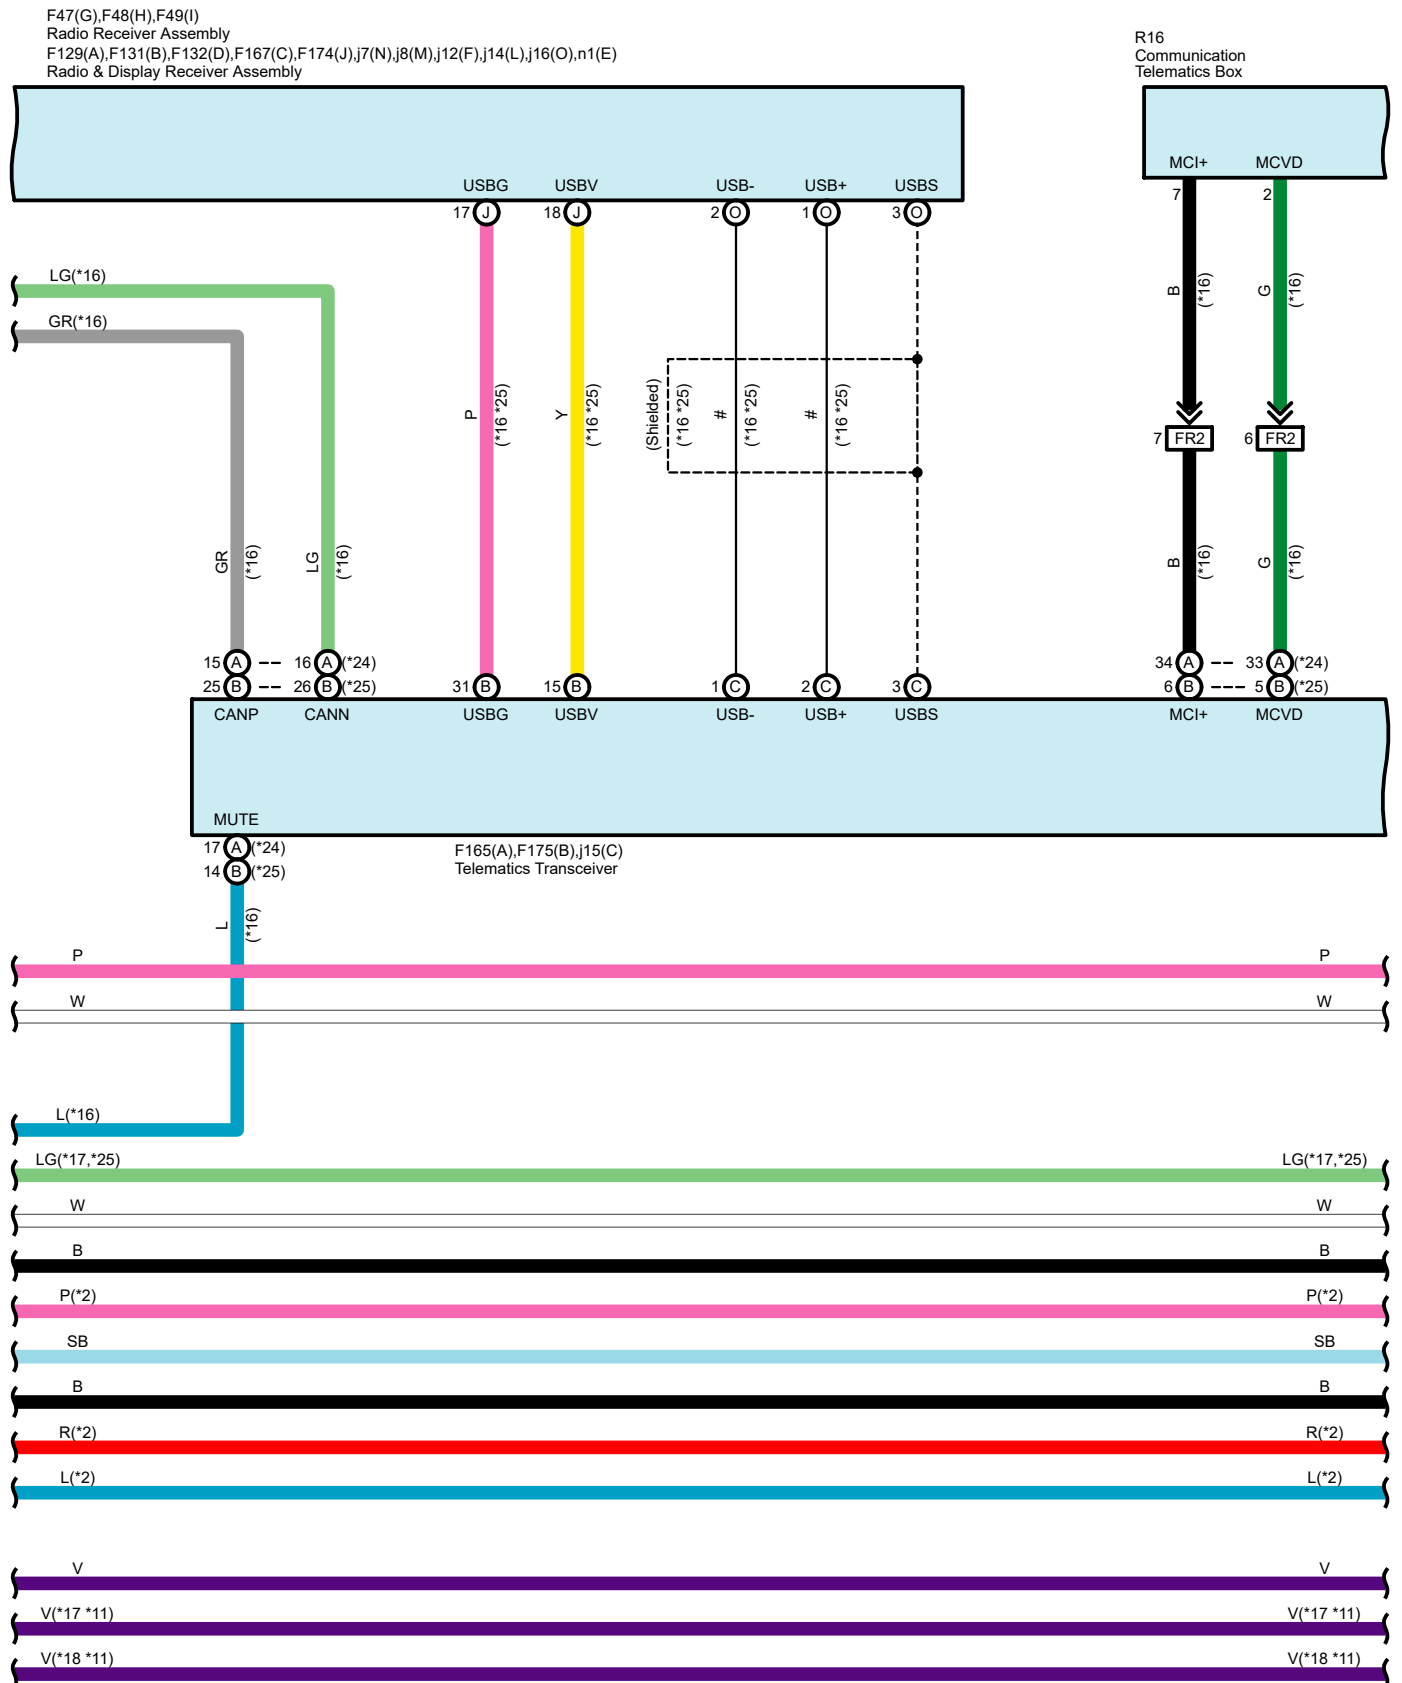 F47(G),F48(H),F49(I)
Radio Receiver Assembly
F129(A),F131(B),F132(D),F167(C),F174(J),j7(N),j8(M),j12(F),j14(L),j16(O),n1(E)
Radio & Display Receiver Assembly
R16
Communication
Telematics Box
USBG USBV USB- USB+ USBS
17 J 18 J 2 O 1 O 3 O
MCI+ MCVD
7 2
LG(*16)
GR(*16)
B (*16) G (*16)
P (*16 *25) Y (*16 *25) (Shielded) (*16 *25) # (*16 *25) # (*16 *25)
7 FR2 6 FR2
GR (*16) LG (*16)
B (*16) G (*16)
15 A 16 A (*24) 34 A 33 A (*24)
25 B 26 B (*25) 31 B 15 B 1 C 2 C 3 C 6 B 5 B (*25)
CANP CANN USBG USBV USB- USB+ USBS MCI+ MCVD
MUTE
17 A (*24)
14 B (*25)
F165(A),F175(B),j15(C)
Telematics Transceiver
L (*16)
P P
W W
L(*16)
LG(*17,*25) LG(*17,*25)
W W
B B
P(*2) P(*2)
SB SB
B B
R(*2) R(*2)
L(*2) L(*2)
V V
V(*17 *11) V(*17 *11)
V(*18 *11) V(*18 *11)